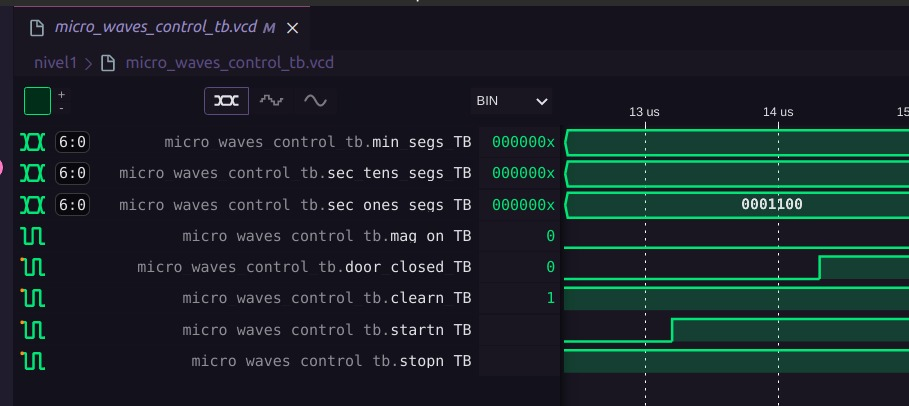 micro_waves_control_tb.vcd M
nivel1 > micro_waves_control_tb.vcd
+
-
BIN
13 us 14 us 15
6:0 micro waves control tb.min segs TB 000000x
6:0 micro waves control tb.sec tens segs TB 000000x
6:0 micro waves control tb.sec ones segs TB 000000x 0001100
micro waves control tb.mag on TB 0
micro waves control tb.door closed TB 0
micro waves control tb.clearn TB 1
micro waves control tb.startn TB
micro waves control tb.stopn TB